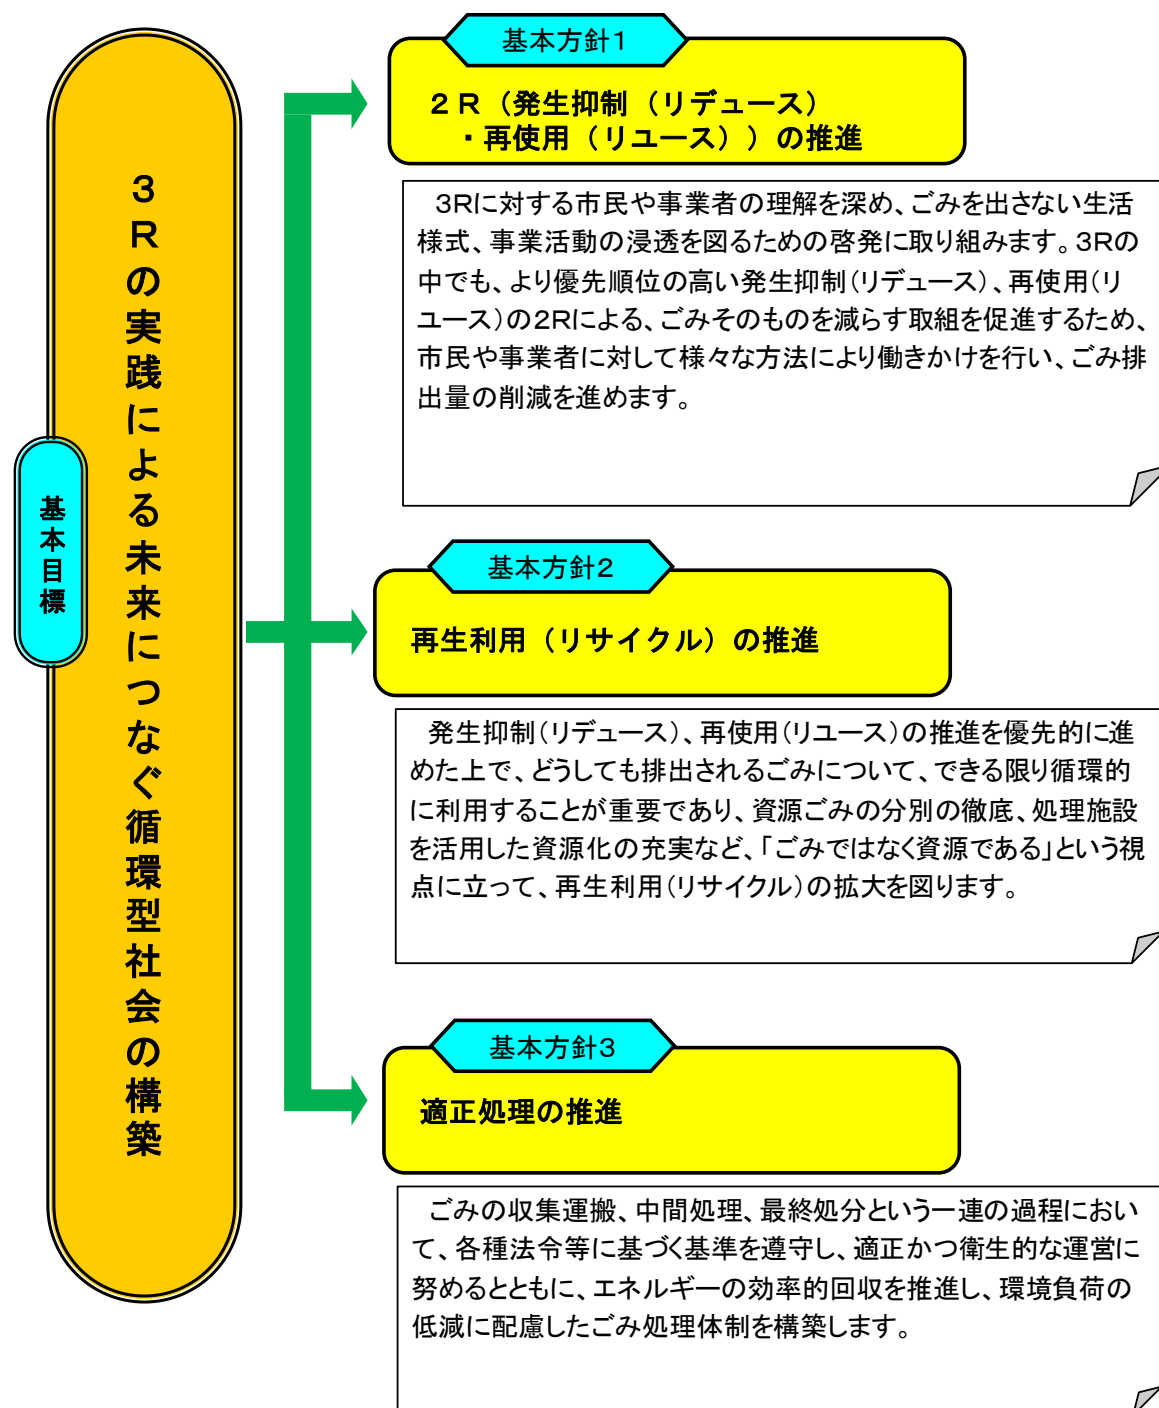 基本目標
3Rの実践による未来につなぐ循環型社会の構築
基本方針1
2R(発生抑制(リデュース)
・再使用(リユース))の推進
3Rに対する市民や事業者の理解を深め、ごみを出さない生活
様式、事業活動の浸透を図るための啓発に取り組みます。3Rの
中でも、より優先順位の高い発生抑制(リデュース)、再使用(リ
ユース)の2Rによる、ごみそのものを減らす取組を促進するため、
市民や事業者に対して様々な方法により働きかけを行い、ごみ排
出量の削減を進めます。
基本方針2
再生利用(リサイクル)の推進
発生抑制(リデュース)、再使用(リユース)の推進を優先的に進
めた上で、どうしても排出されるごみについて、できる限り循環的
に利用することが重要であり、資源ごみの分別の徹底、処理施設
を活用した資源化の充実など、「ごみではなく資源である」という視
点に立って、再生利用(リサイクル)の拡大を図ります。
基本方針3
適正処理の推進
ごみの収集運搬、中間処理、最終処分という一連の過程におい
て、各種法令等に基づく基準を遵守し、適正かつ衛生的な運営に
努めるとともに、エネルギーの効率的回収を推進し、環境負荷の
低減に配慮したごみ処理体制を構築します。